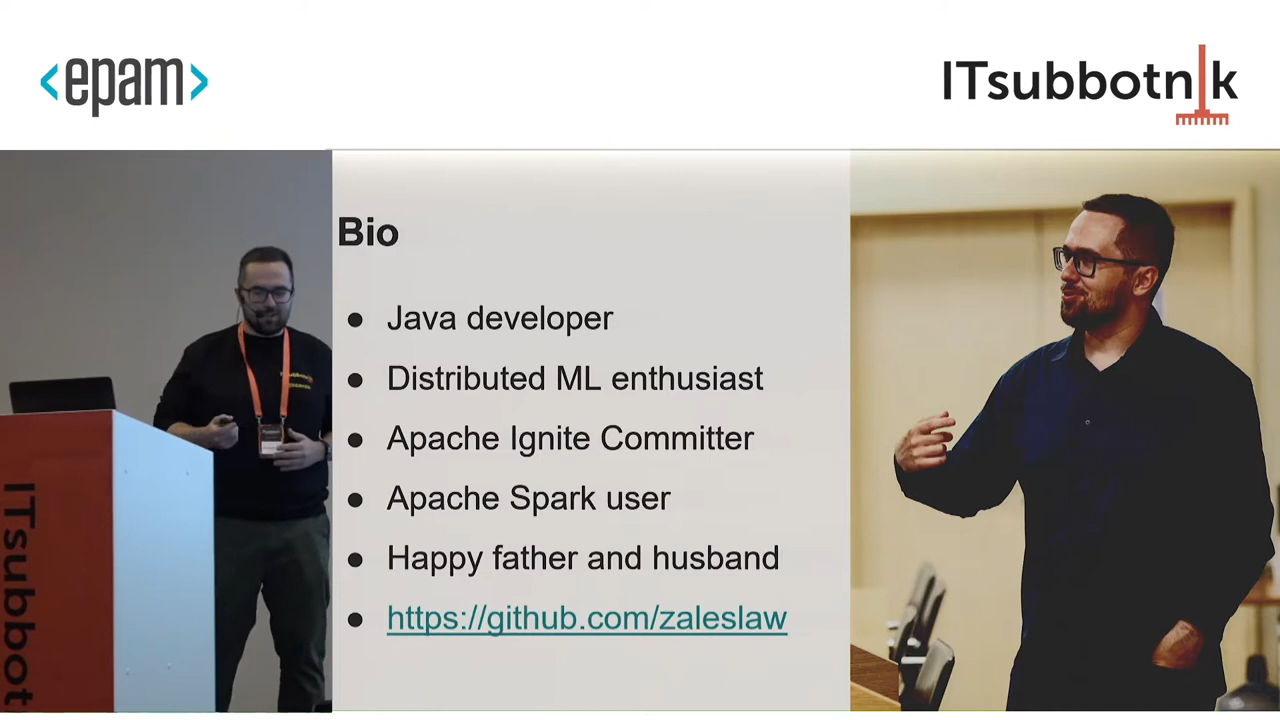 <epam>
ITsubbotnik
Bio
● Java developer
● Distributed ML enthusiast
● Apache Ignite Committer
● Apache Spark user
● Happy father and husband
● https://github.com/zaleslaw
ITsubbot